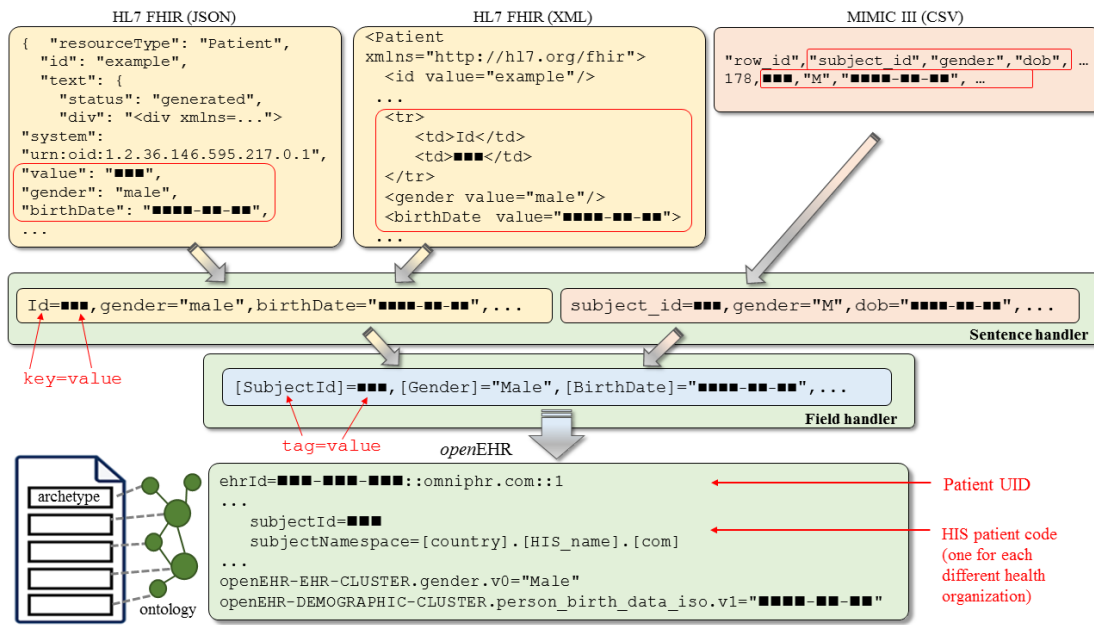 HL7 FHIR (JSON)
{  "resourceType": "Patient",
"id": "example",
"text": {
"status": "generated",
"div": "<div xmlns=...">
"system":
"urn:oid:1.2.36.146.595.217.0.1",
"value": "■■■",
"gender": "male",
"birthDate": "■■■■-■■-■■",
...
HL7 FHIR (XML)
<Patient
xmlns="http://hl7.org/fhir">
<id value="example"/>
...
<tr>
<td>Id</td>
<td>■■■</td>
</tr>
<gender value="male"/>
<birthDate value="■■■■-■■-■■">
...
MIMIC III (CSV)
"row_id","subject_id","gender","dob", …
178,■■■,"M","■■■■-■■-■■", …
Id=■■■,gender="male",birthDate="■■■■-■■-■■",...
subject_id=■■■,gender="M",dob="■■■■-■■-■■",...
Sentence handler
key=value
[SubjectId]=■■■,[Gender]="Male",[BirthDate]="■■■■-■■-■■",...
Field handler
tag=value
openEHR
archetype
ontology
ehrId=■■■-■■■-■■■::omniphr.com::1
...
subjectId=■■■
subjectNamespace=[country].[HIS_name].[com]
...
openEHR-EHR-CLUSTER.gender.v0="Male"
openEHR-DEMOGRAPHIC-CLUSTER.person_birth_data_iso.v1="■■■■-■■-■■"
Patient UID
HIS patient code
(one for each
different health
organization)